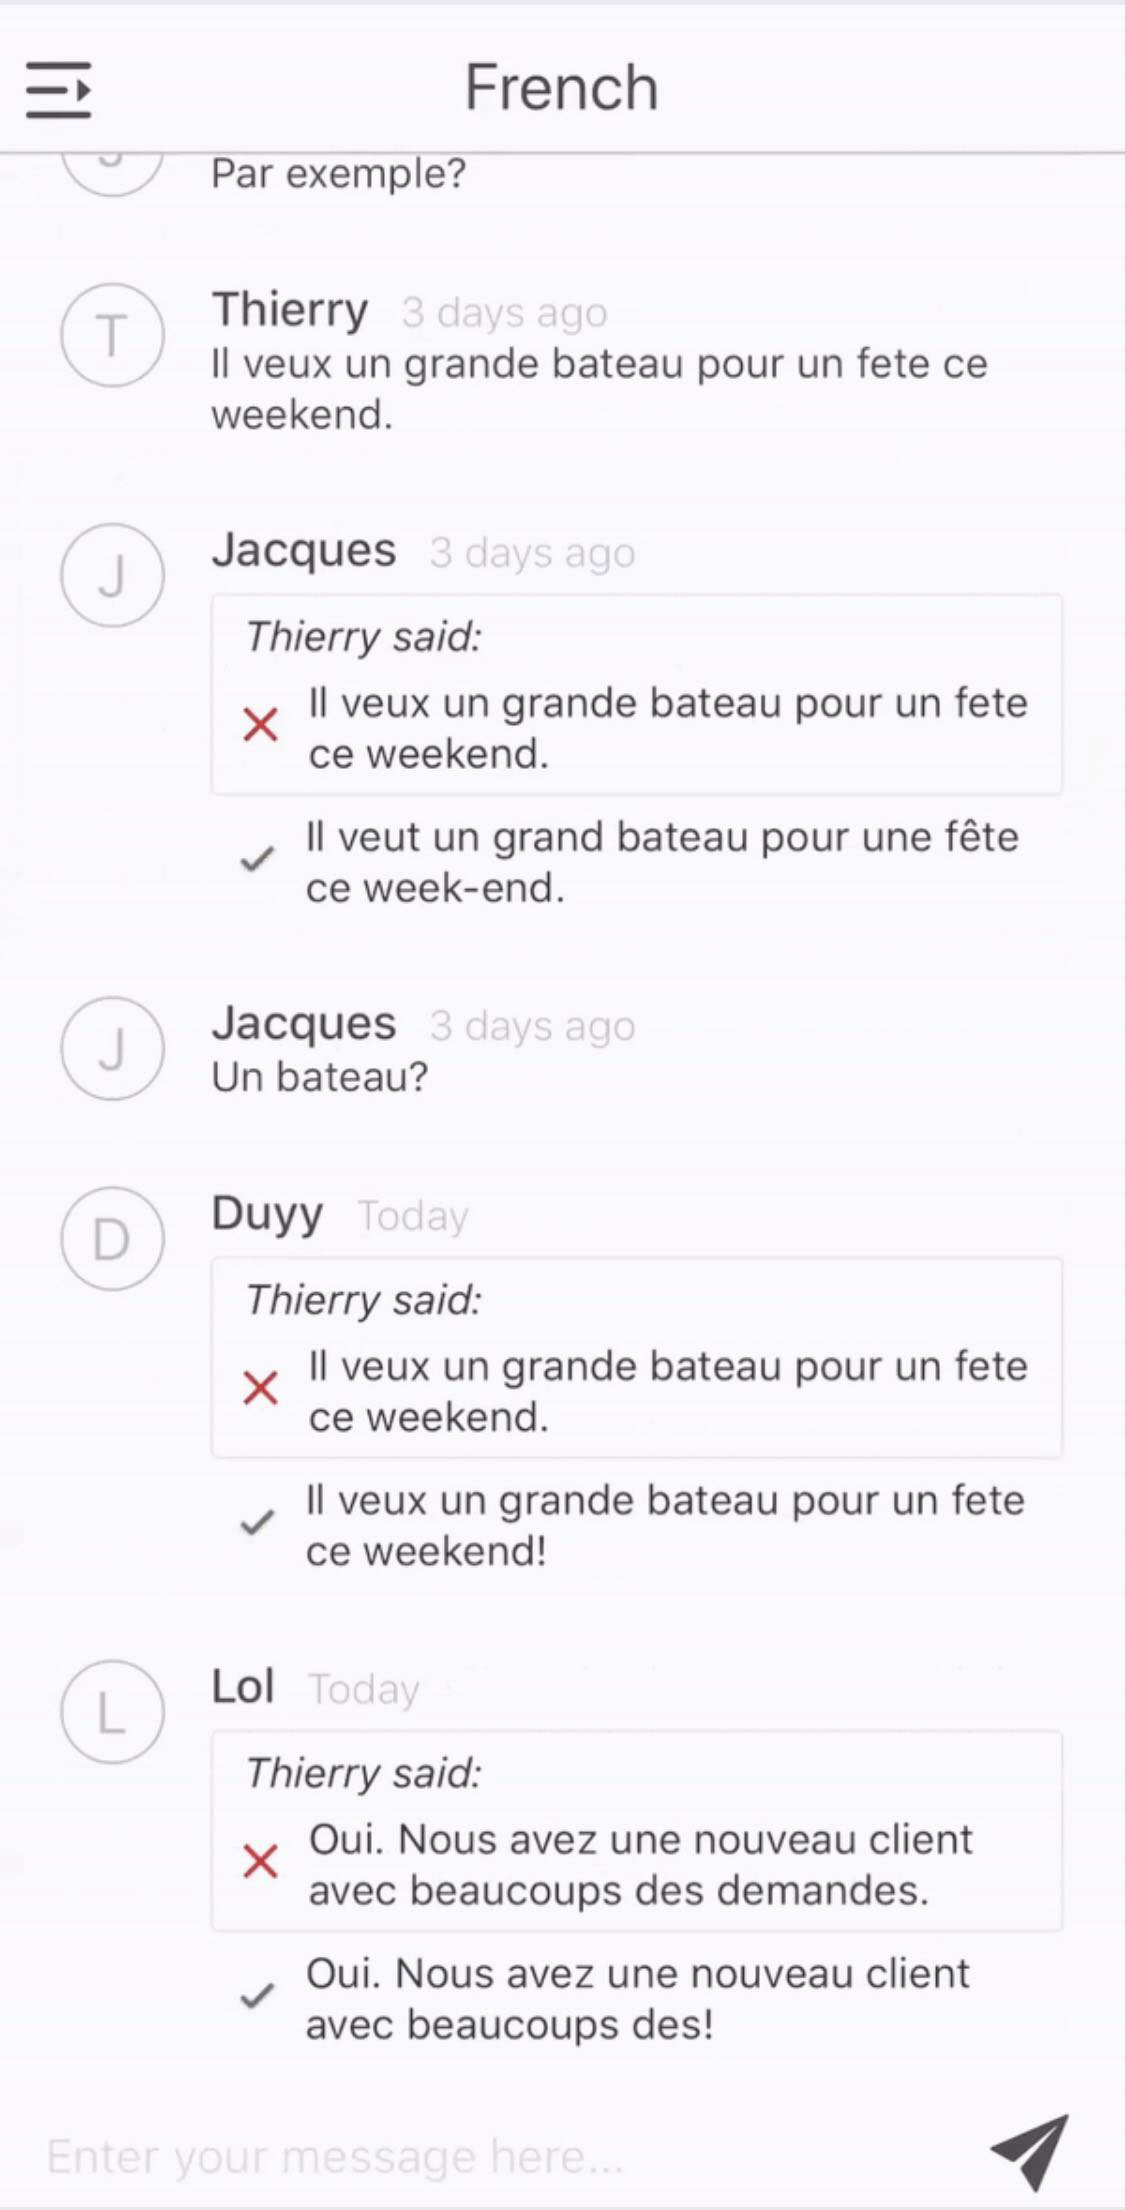 French
Par exemple?
T
Thierry 3 days ago
Il veux un grande bateau pour un fete ce
weekend.
J
Jacques 3 days ago
Thierry said:
Il veux un grande bateau pour un fete
ce weekend.
Il veut un grand bateau pour une fête
ce week-end.
J
Jacques 3 days ago
Un bateau?
D
Duyy Today
Thierry said:
Il veux un grande bateau pour un fete
ce weekend.
Il veux un grande bateau pour un fete
ce weekend!
L
Lol Today
Thierry said:
Oui. Nous avez une nouveau client
avec beaucoups des demandes.
Oui. Nous avez une nouveau client
avec beaucoups des!
Enter your message here...